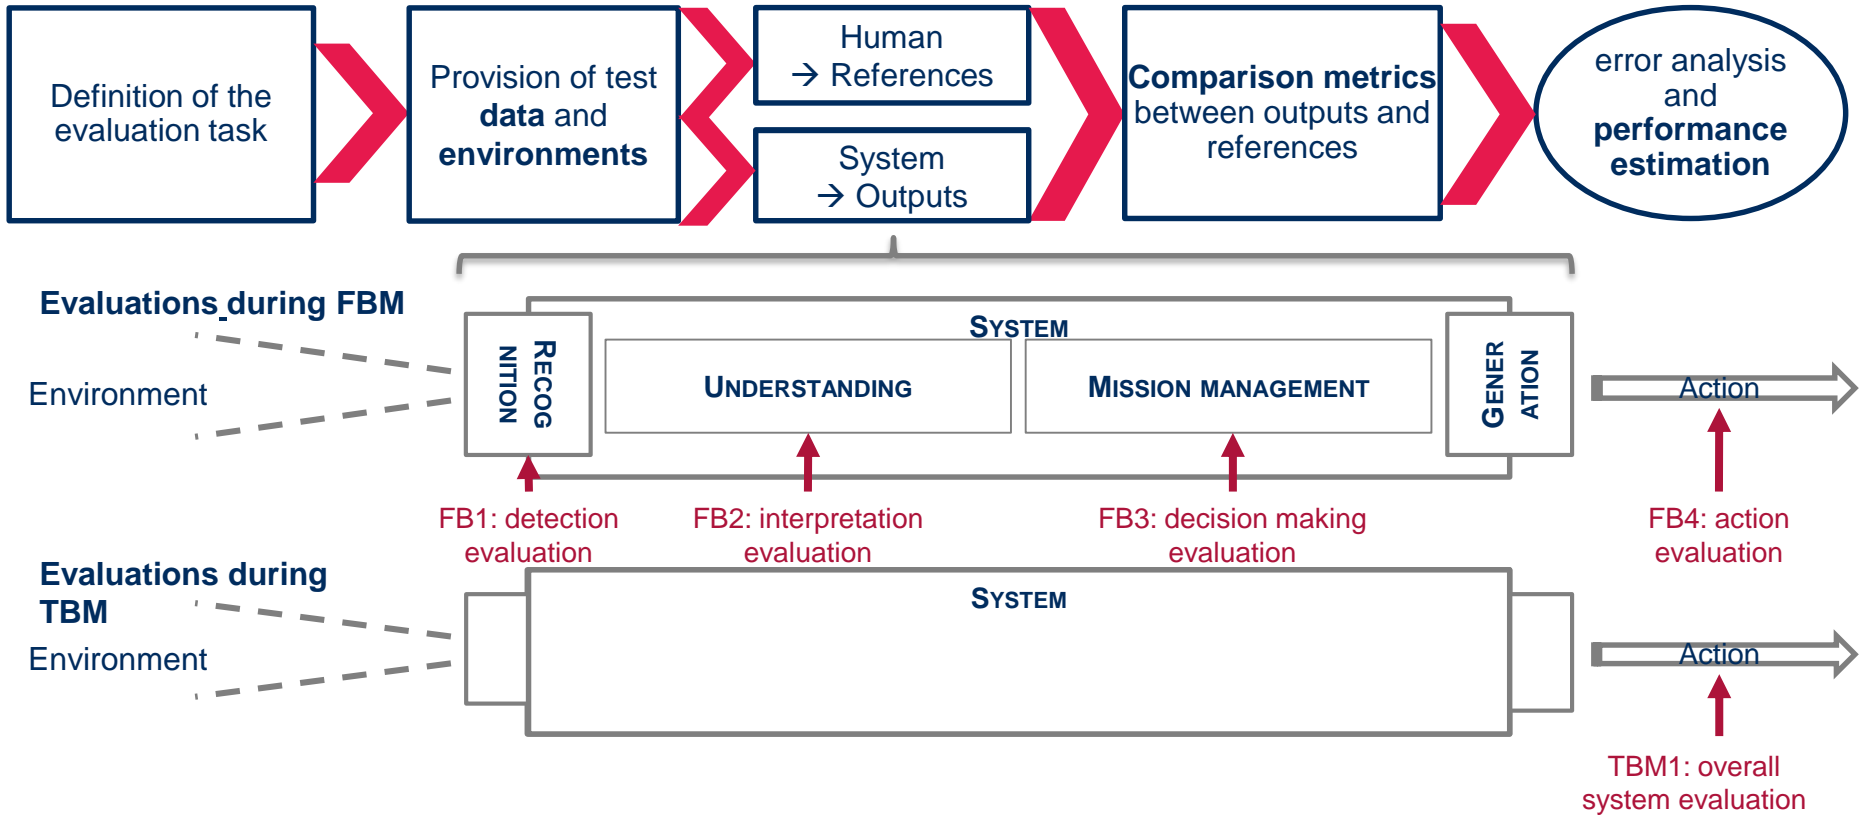 Definition of the
evaluation task
Provision of test
data and
environments
Human
→ References
System
→ Outputs
Comparison metrics
between outputs and
references
error analysis
and
performance
estimation
Evaluations during FBM
Environment
SYSTEM
RECOG
NITION
UNDERSTANDING
MISSION MANAGEMENT
GENER
ATION
Action
FB1: detection
evaluation
FB2: interpretation
evaluation
FB3: decision making
evaluation
FB4: action
evaluation
Evaluations during
TBM
Environment
SYSTEM
Action
TBM1: overall
system evaluation